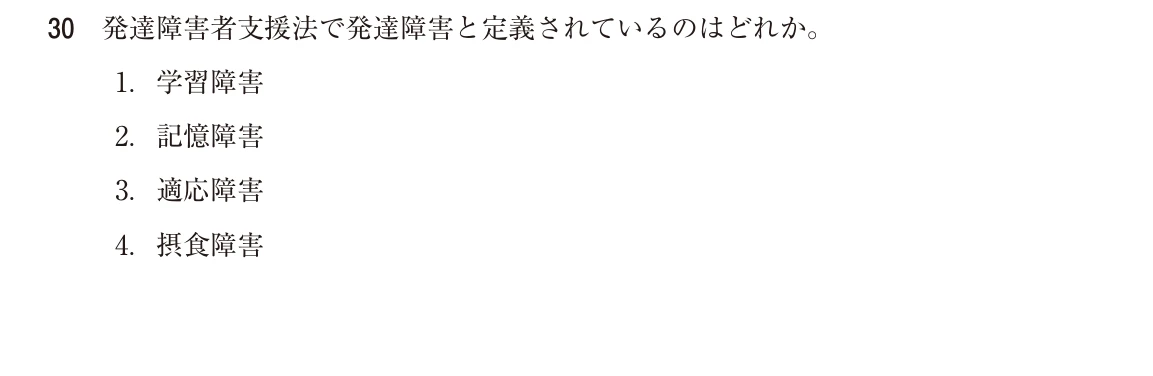 30 発達障害者支援法で発達障害と定義されているのはどれか。
1. 学習障害
2. 記憶障害
3. 適応障害
4. 摂食障害